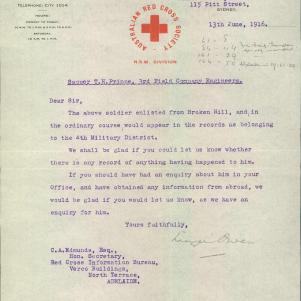 TELEPHONE: CITY 1054
115 Pitt Street,
SYDNEY.
AUSTRALIAN RED CROSS SOCIETY
N.S.W. DIVISION
13th June, 1916.
Sapper T.H.Prince, 3rd Field Company Engineers.
Dear Sir,
The above soldier enlisted from Broken Hill, and in
the ordinary course would appear in the records as belonging
to the 4th Military District.
We shall be glad if you could let us know whether
there is any record of anything having happened to him.
If you should have had an enquiry about him in your
Office, and have obtained any information from abroad, we
would be glad if you would let us know, as we have an
enquiry for him.
Yours faithfully,
C.A.Edmunds, Esq.,
Hon. Secretary,
Red Cross Information Bureau,
Verco Buildings,
North Terrace,
ADELAIDE.